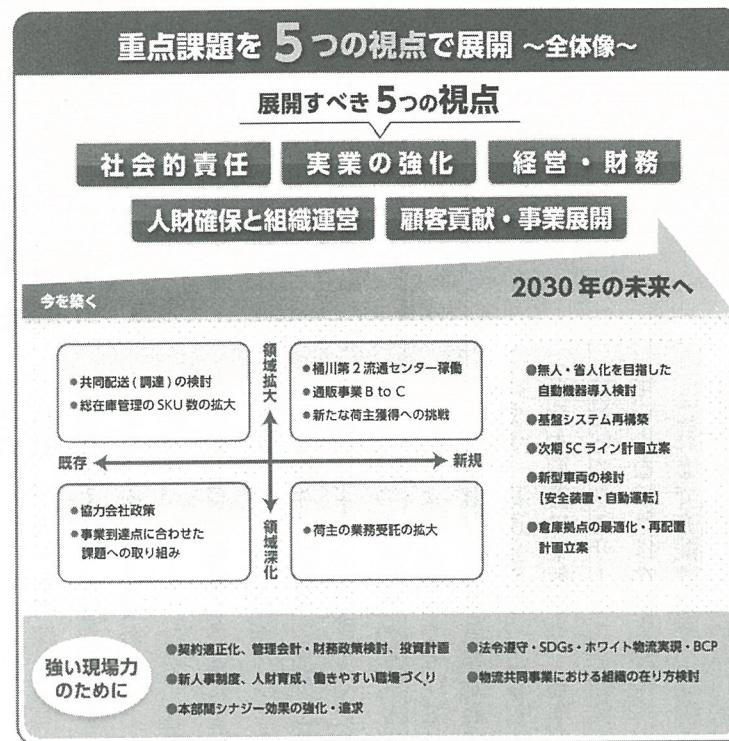 重点課題を5つの視点で展開 ～全体像～
展開すべき5つの視点
社会的責任
実業の強化
経営・財務
人財確保と組織運営
顧客貢献・事業展開
今を築く
2030年の未来へ
●共同配送(調達)の検討
●総在庫管理のSKU数の拡大
領域拡大
●桶川第2流通センター稼働
●通販事業BtoC
●新たな荷主獲得への挑戦
既存
新規
●協力会社政策
●事業到達点に合わせた
課題への取り組み
領域深化
●荷主の業務受託の拡大
●無人・省人化を目指した
自動機器導入検討
●基盤システム再構築
●次期SCライン計画立案
●新型車両の検討
【安全装置・自動運転】
●倉庫拠点の最適化・再配置
計画立案
強い現場力
のために
●契約適正化、管理会計・財務政策検討、投資計画
●新人事制度、人財育成、働きやすい職場づくり
●本部間シナジー効果の強化・追求
●法令遵守・SDGs・ホワイト物流実現・BCP
●物流共同事業における組織の在り方検討